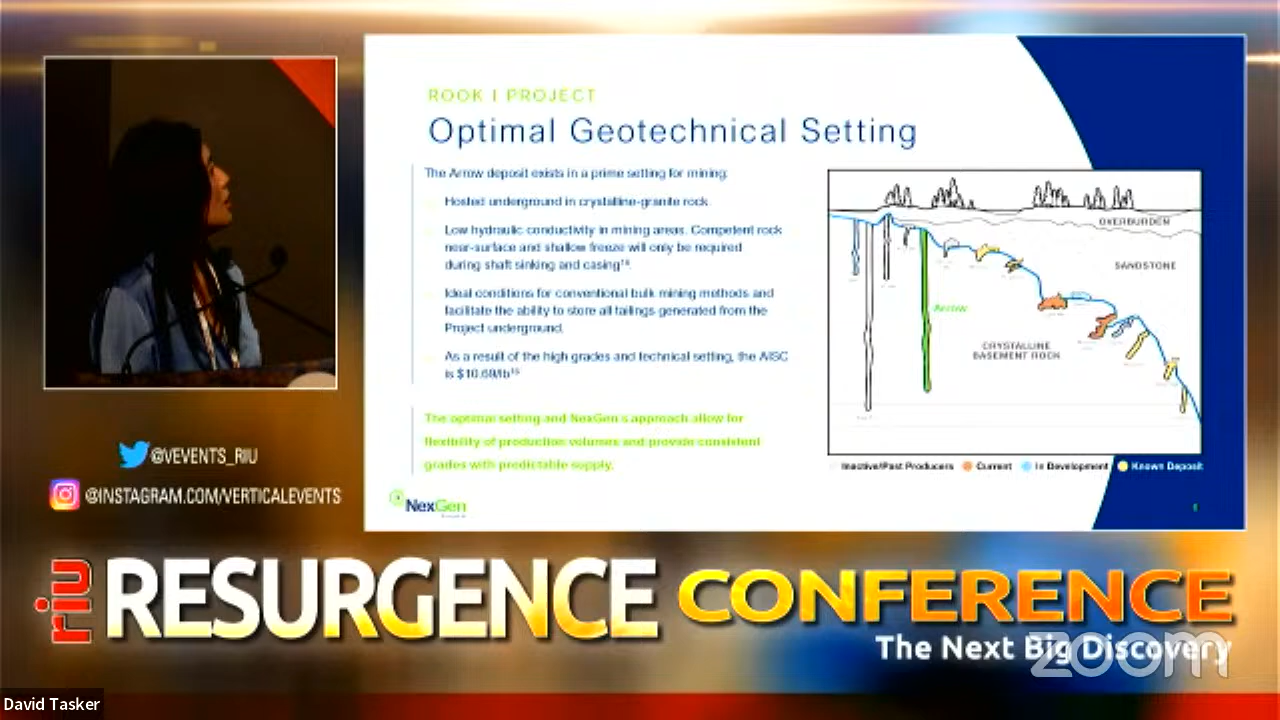 ROOK I PROJECT
Optimal Geotechnical Setting
The Arrow deposit exists in a prime setting for mining:
Hosted underground in crystalline-granite rock.
Low hydraulic conductivity in mining areas. Competent rock
near-surface and shallow freeze will only be required
during shaft sinking and casing
Ideal conditions for conventional bulk mining methods and
facilitate the ability to store all tailings generated from the
Project underground.
As a result of the high grades and technical setting, the AISC
is
The optimal setting and NexGen's approach allow for
flexibility of production volumes and provide consistent
grades with predictable supply.
NexGen
OVERBURDEN
SANDSTONE
Arrow
CRYSTALLINE
BASEMENT ROCK
Inactive/Past Producers Current In Development Known Deposit
@VEVENTS_RIU
@INSTAGRAM.COM/VERTICALEVENTS
riu RESURGENCE CONFERENCE
The Next Big Discovery
zoom
David Tasker